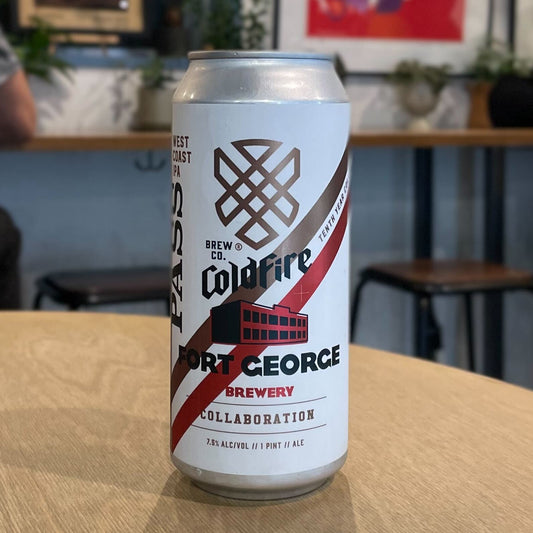 WEST
COAST
IPA
PASS
TENTH YEAR
BREW ®
CO.
ColdFire
FORT GEORGE
BREWERY
COLLABORATION
7.5% ALC/VOL // 1 PINT // ALE